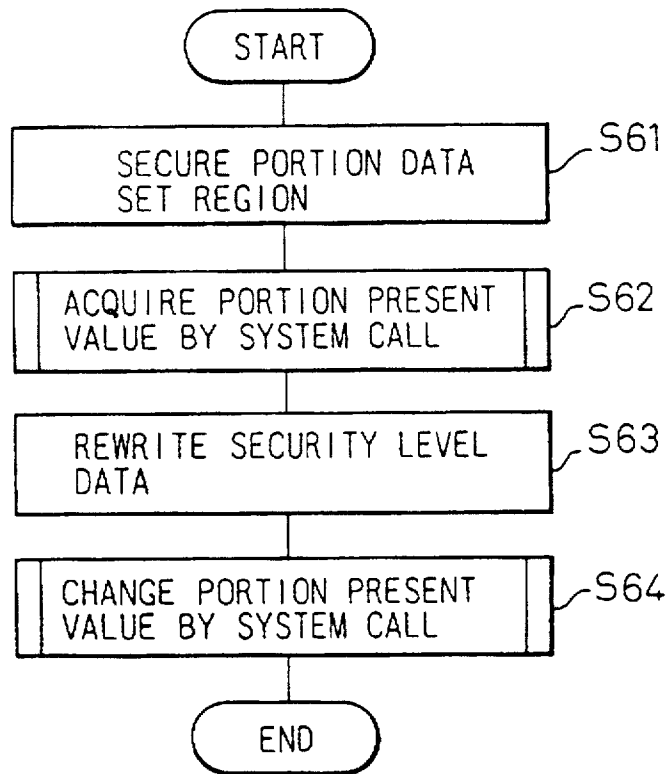 START
SECURE PORTION DATA
SET REGION
S61
ACQUIRE PORTION PRESENT
VALUE BY SYSTEM CALL
S62
REWRITE SECURITY LEVEL
DATA
S63
CHANGE PORTION PRESENT
VALUE BY SYSTEM CALL
S64
END